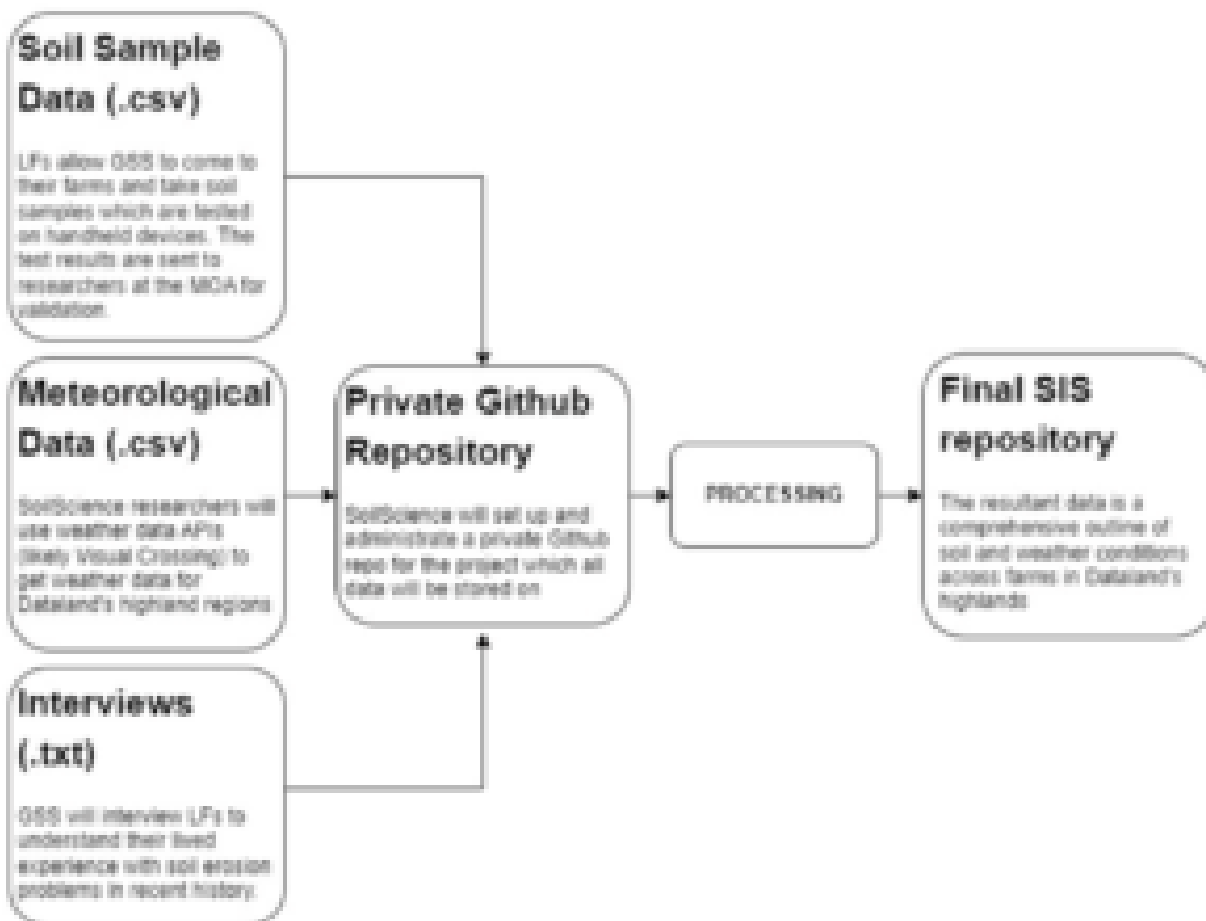 Soil Sample
Data (.csv)
LFs allow GSS to come to
their farms and take soil
samples which are tested
on handheld devices. The
test results are sent to
researchers at the MOA for
validation.
Meteorological
Data (.csv)
SoilScience researchers will
use weather data APIs
(likely Visual Crossing) to
get weather data for
Dataland's highland regions
Interviews
(.txt)
GSS will interview LFs to
understand their lived
experience with soil erosion
problems in recent history.
Private Github
Repository
SoilScience will set up and
administrate a private Github
repo for the project which all
data will be stored on
PROCESSING
Final SIS
repository
The resultant data is a
comprehensive outline of
soil and weather conditions
across farms in Dataland's
highlands